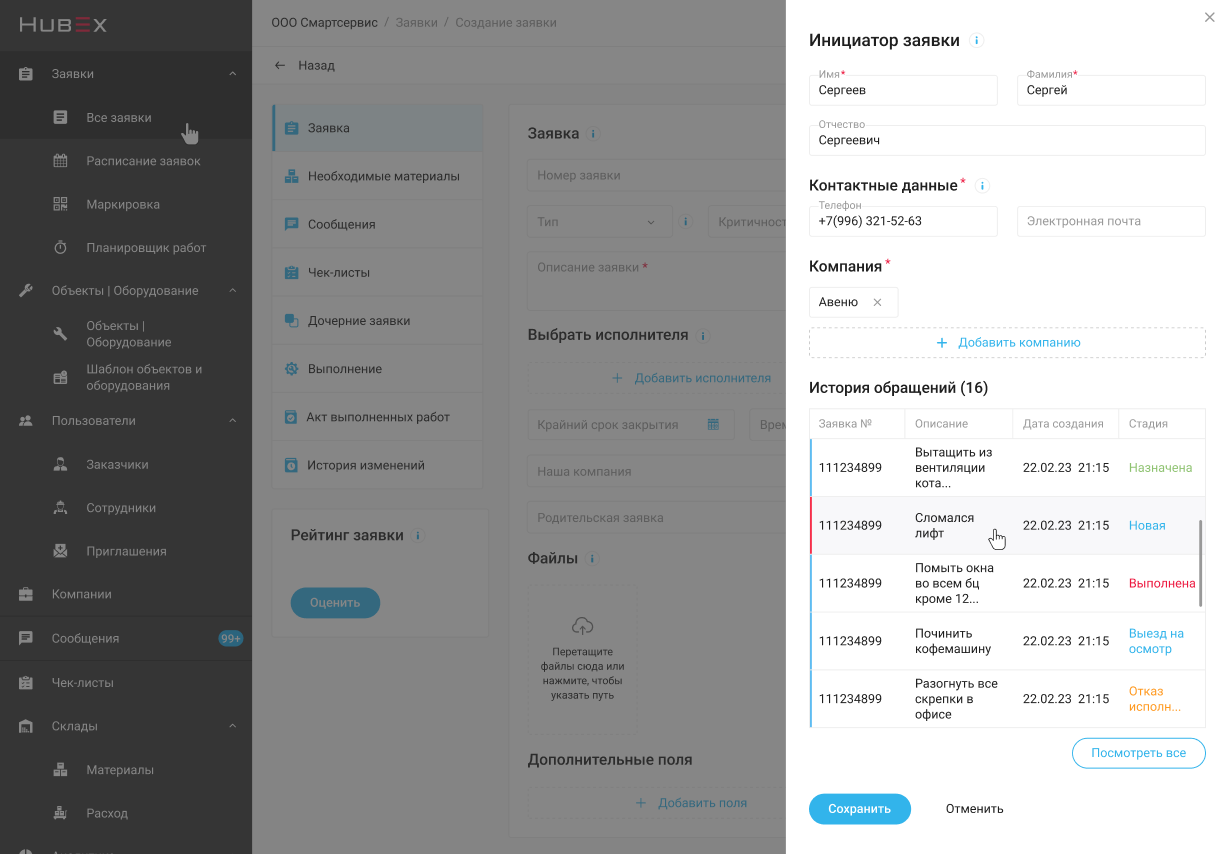 HUBEX
Заявки
Все заявки
Расписание заявок
Маркировка
Планировщик работ
Объекты | Оборудование
Объекты |
Оборудование
Шаблон объектов и
оборудования
Пользователи
Заказчики
Сотрудники
Приглашения
Компании
Сообщения
99+
Чек-листы
Склады
Материалы
Расход
ООО Смартсервис / Заявки / Создание заявки
← Назад
Заявка
Необходимые материалы
Сообщения
Чек-листы
Дочерние заявки
Выполнение
Акт выполненных работ
История изменений
Рейтинг заявки i
Оценить
Заявка i
Номер заявки
Тип i Критичност
Описание заявки *
Выбрать исполнителя i
+ Добавить исполнителя
Крайний срок закрытия Врем
Наша компания
Родительская заявка
Файлы i
Перетащите
файлы сюда или
нажмите, чтобы
указать путь
Дополнительные поля
+ Добавить поля
Инициатор заявки i
Имя* Фамилия*
Сергеев Сергей
Отчество
Сергеевич
Контактные данные * i
Телефон
+7(996) 321-52-63 Электронная почта
Компания *
Авеню ×
+ Добавить компанию
История обращений (16)
Заявка № Описание Дата создания Стадия
111234899 Вытащить из
вентиляции
кота... 22.02.23 21:15 Назначена
111234899 Сломался
лифт 22.02.23 21:15 Новая
111234899 Помыть окна
во всем бц
кроме 12... 22.02.23 21:15 Выполнена
111234899 Починить
кофемашину 22.02.23 21:15 Выезд на
осмотр
111234899 Разогнуть все
скрепки в
офисе 22.02.23 21:15 Отказ
исполн...
Посмотреть все
Сохранить Отменить